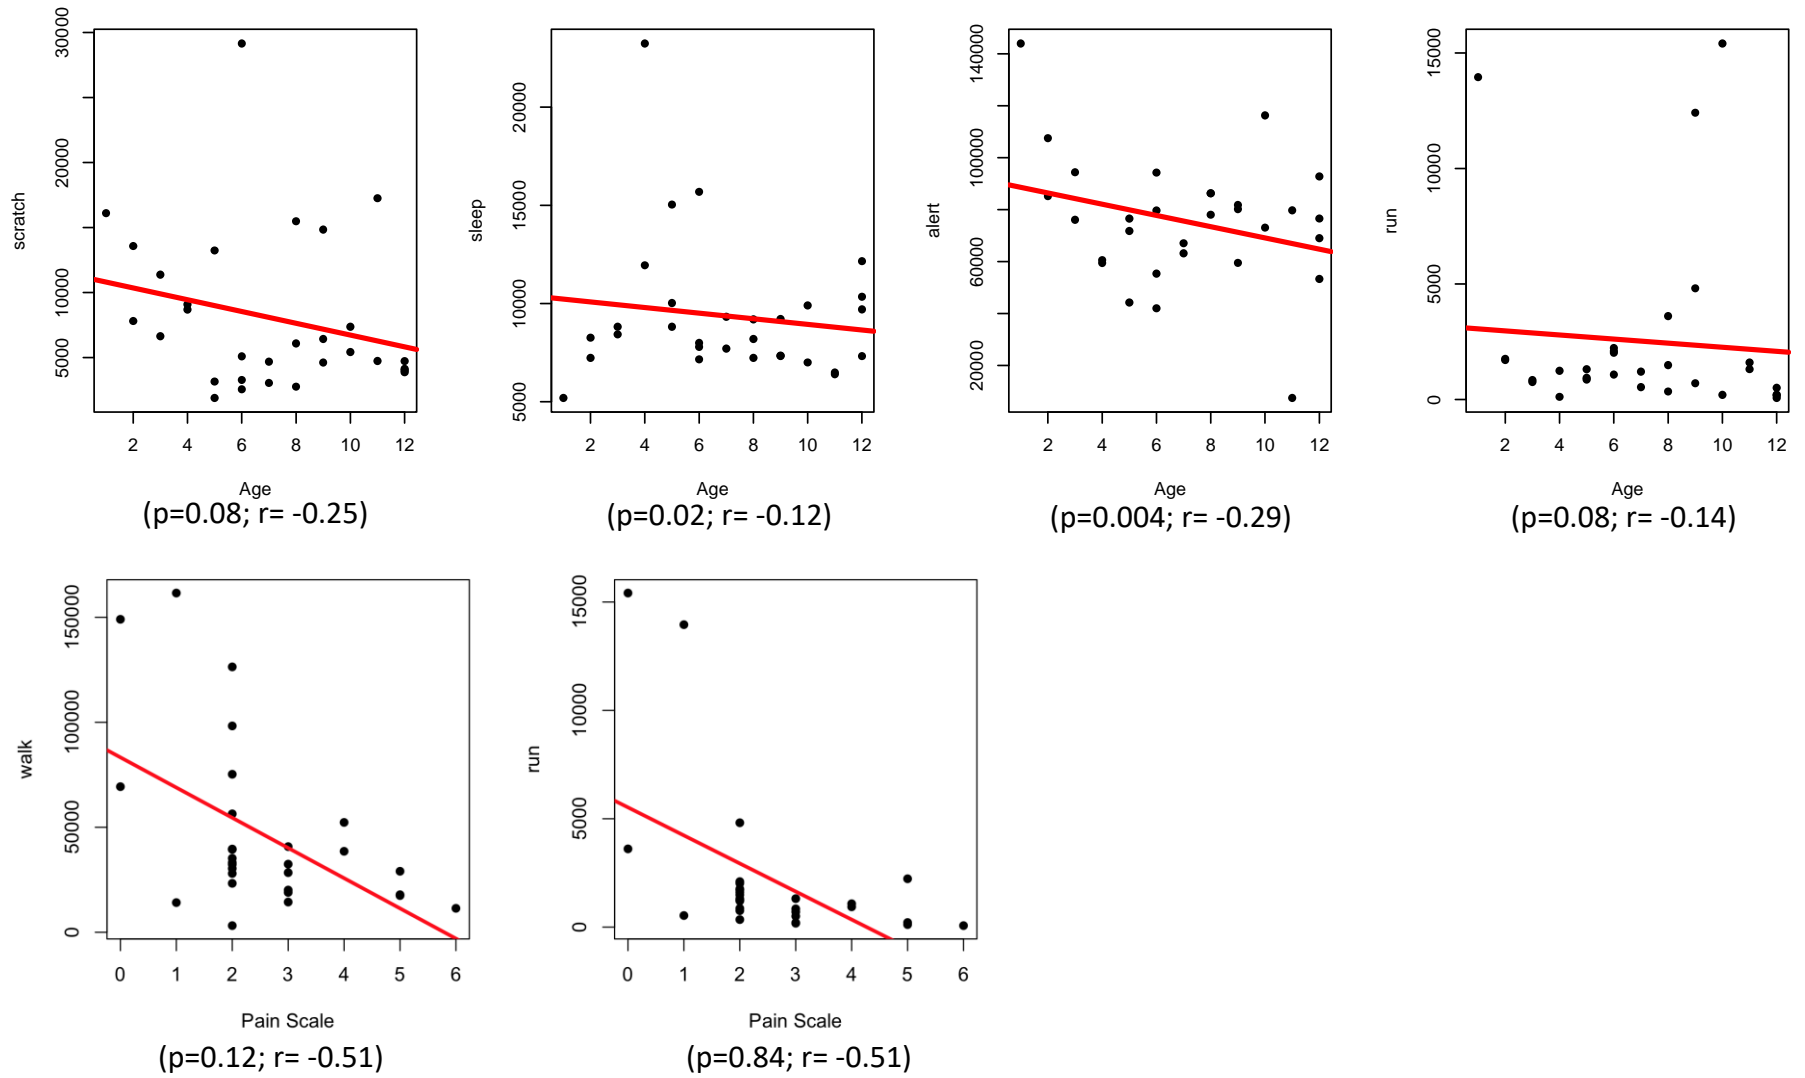 scratch
30000
20000
10000
5000
2 4 6 8 10 12
Age
(p=0.08; r= -0.25)
sleep
20000
15000
10000
5000
2 4 6 8 10 12
Age
(p=0.02; r= -0.12)
alert
140000
100000
60000
20000
2 4 6 8 10 12
Age
(p=0.004; r= -0.29)
run
15000
10000
5000
0
2 4 6 8 10 12
Age
(p=0.08; r= -0.14)
walk
150000
100000
50000
0
0 1 2 3 4 5 6
Pain Scale
(p=0.12; r= -0.51)
run
15000
10000
5000
0
0 1 2 3 4 5 6
Pain Scale
(p=0.84; r= -0.51)